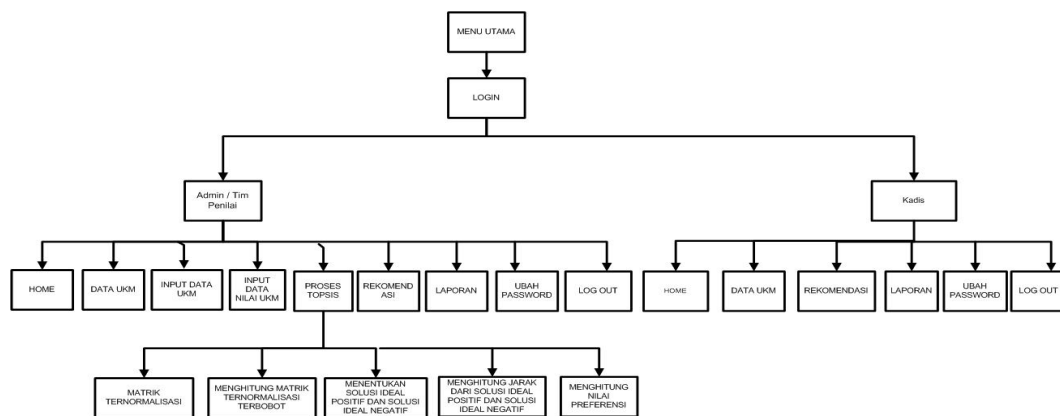 MENU UTAMA
LOGIN
Admin / Tim
Penilai
Kadis
HOME
DATA UKM
INPUT DATA
UKM
INPUT
DATA
NILAI UKM
PROSES
TOPSIS
REKOMEND
ASI
LAPORAN
UBAH
PASSWORD
LOG OUT
HOME
DATA UKM
REKOMENDASI
LAPORAN
UBAH
PASSWORD
LOG OUT
MATRIK
TERNORMALISASI
MENGHITUNG MATRIK
TERNORMALISASI
TERBOBOT
MENENTUKAN
SOLUSI IDEAL
POSITIF DAN SOLUSI
IDEAL NEGATIF
MENGHITUNG JARAK
DARI SOLUSI IDEAL
POSITIF DAN SOLUSI
IDEAL NEGATIF
MENGHITUNG
NILAI
PREFERENSI